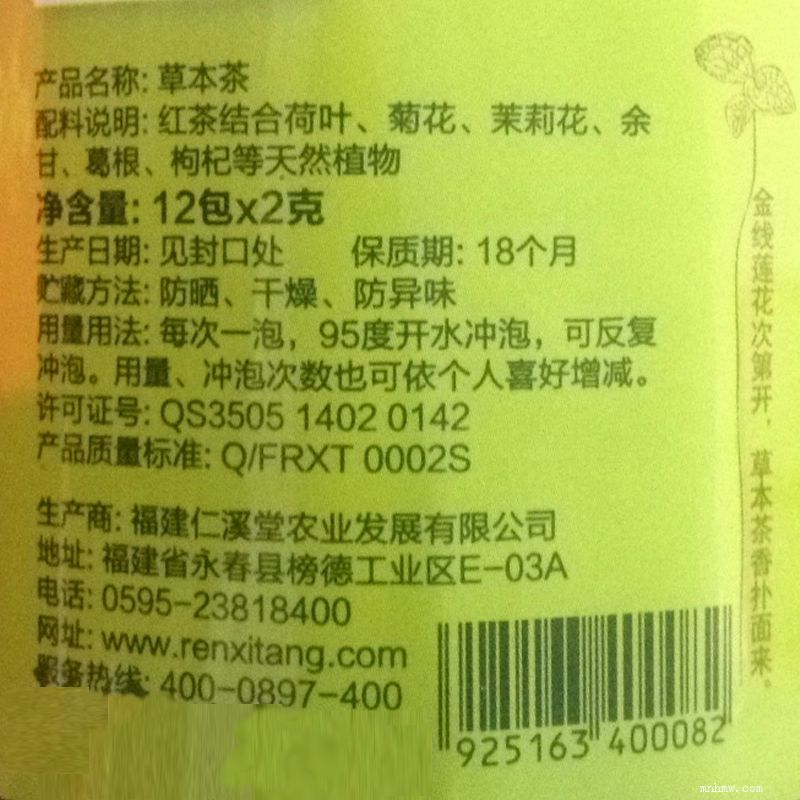 产品名称: 草本茶
配料说明: 红茶结合荷叶、菊花、茉莉花、余
甘、葛根、枸杞等天然植物
净含量: 12包x2克
生产日期: 见封口处 保质期: 18个月
贮藏方法: 防晒、干燥、防异味
用量用法: 每次一泡，95度开水冲泡，可反复
冲泡。用量、冲泡次数也可依个人喜好增减。
许可证号: QS3505 1402 0142
产品质量标准: Q/FRXT 0002S
生产商: 福建仁溪堂农业发展有限公司
地址: 福建省永春县榜德工业区E-03A
电话: 0595-23818400
网址: www.renxitang.com
服务热线: 400-0897-400
925163 400082
金线莲花次第开，草本茶香扑面来。
mnhmw.com